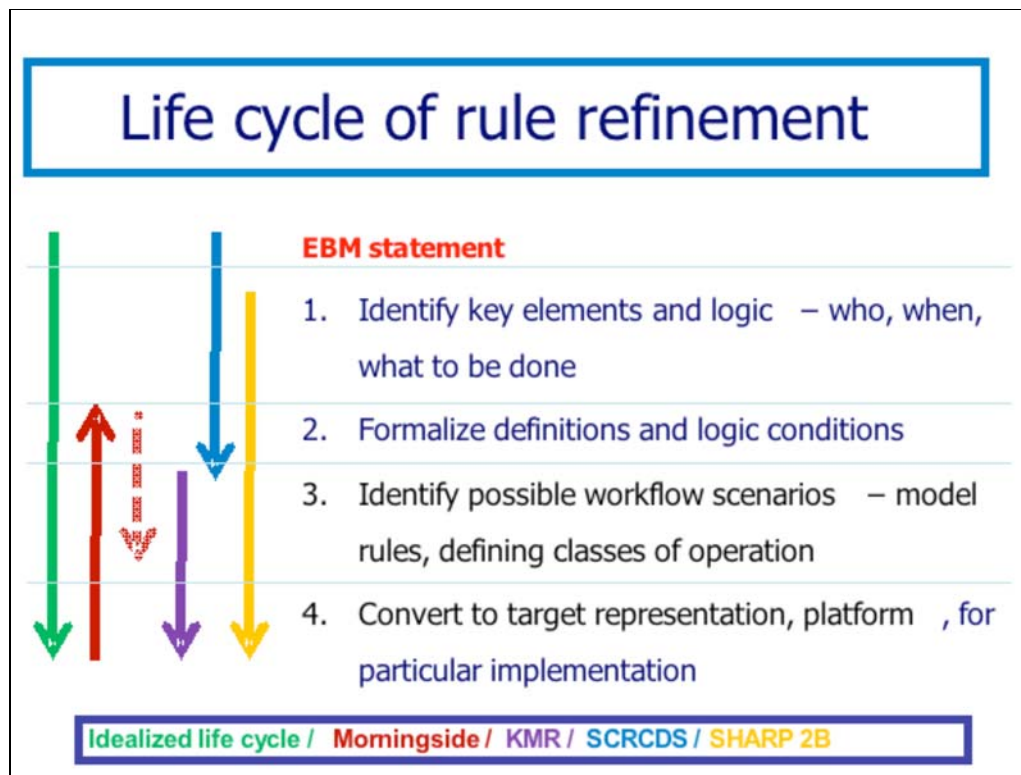 Life cycle of rule refinement
EBM statement
1. Identify key elements and logic – who, when,
what to be done
2. Formalize definitions and logic conditions
3. Identify possible workflow scenarios – model
rules, defining classes of operation
4. Convert to target representation, platform , for
particular implementation
Idealized life cycle / Morningside / KMR / SCRCDS / SHARP 2B